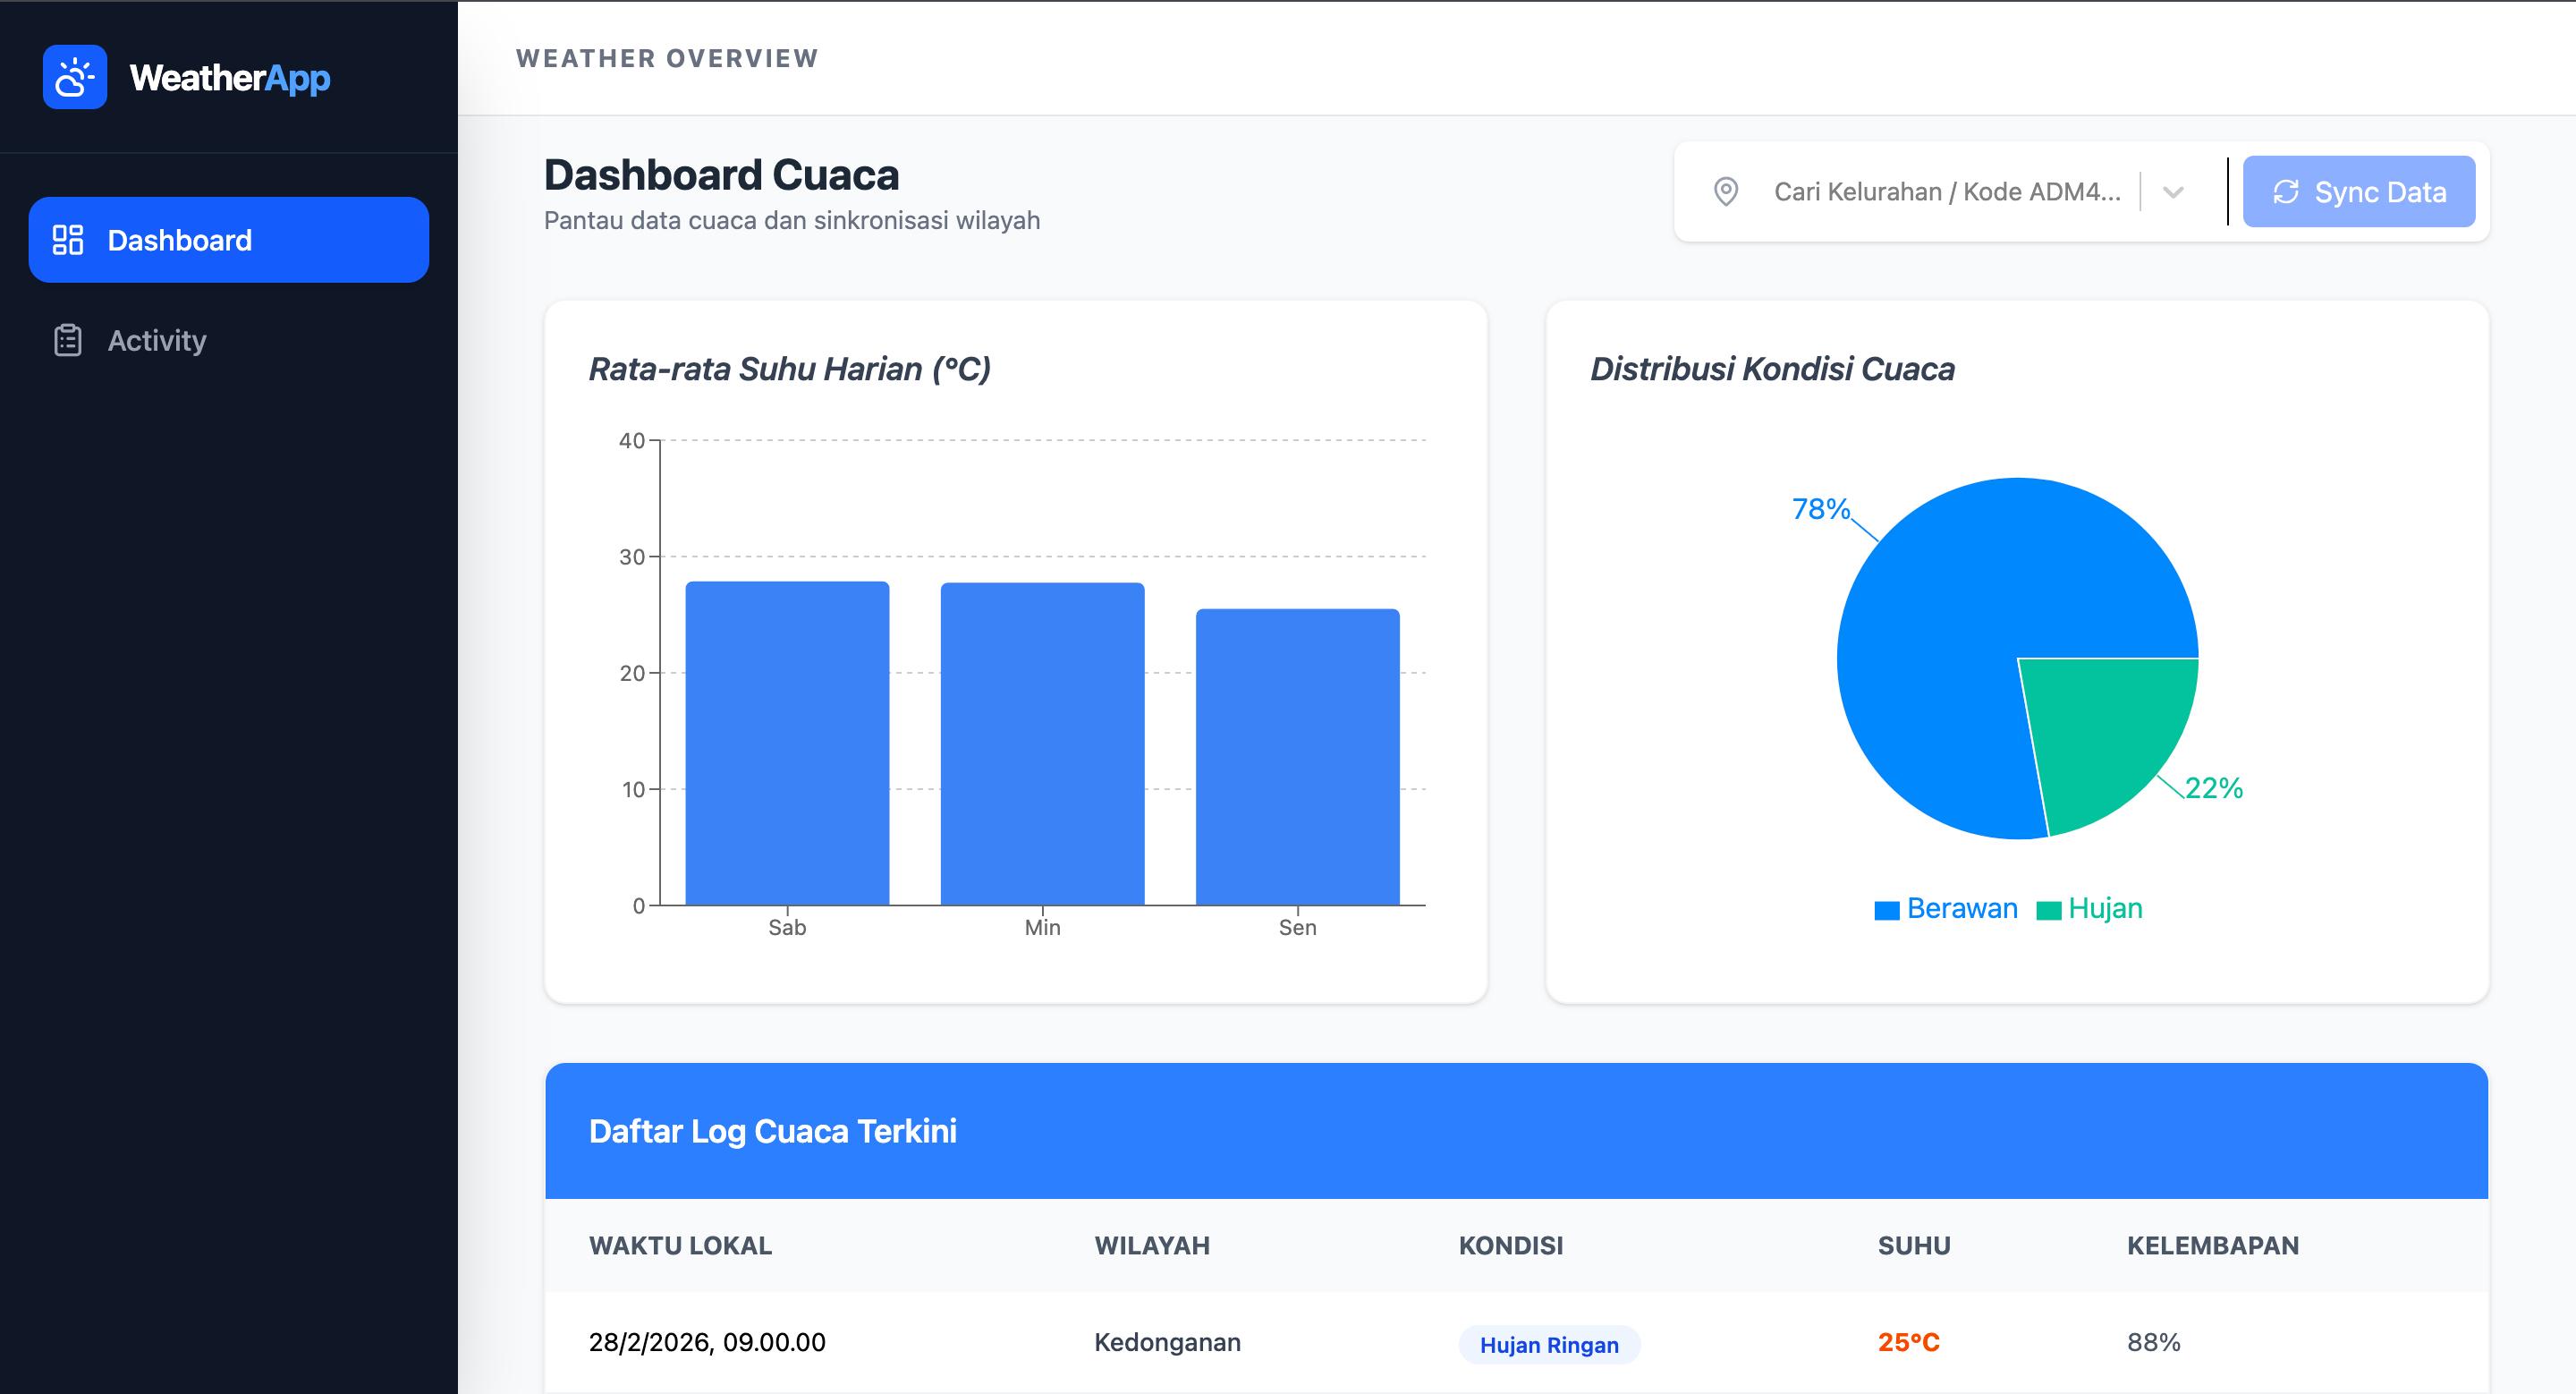 WeatherApp
Dashboard
Activity
WEATHER OVERVIEW
Dashboard Cuaca
Pantau data cuaca dan sinkronisasi wilayah
Cari Kelurahan / Kode ADM4...
Sync Data
Rata-rata Suhu Harian (°C)
40
30
20
10
0
Sab Min Sen
Distribusi Kondisi Cuaca
78%
22%
Berawan Hujan
Daftar Log Cuaca Terkini
WAKTU LOKAL WILAYAH KONDISI SUHU KELEMBAPAN
28/2/2026, 09.00.00 Kedonganan Hujan Ringan 25°C 88%